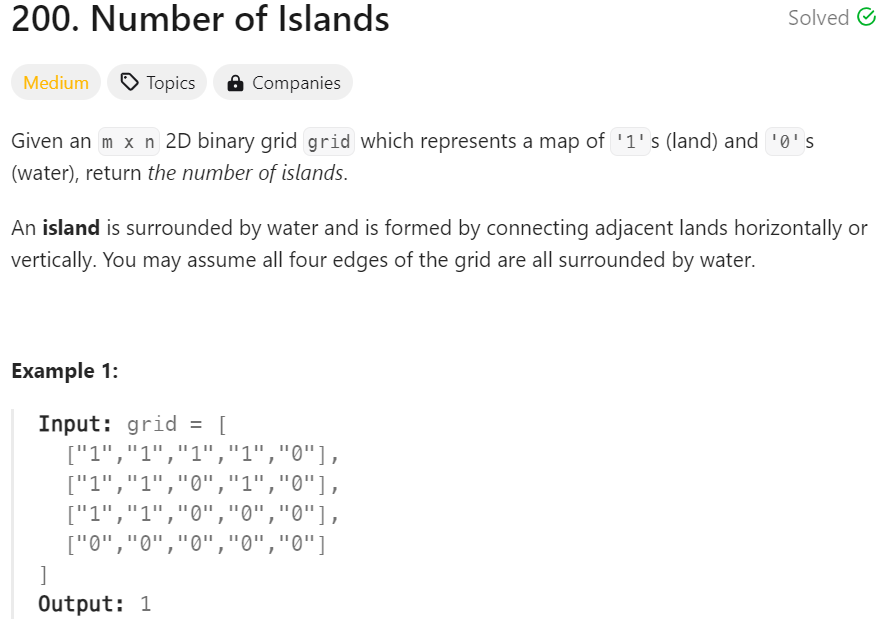 200. Number of Islands
Solved
Medium
Topics
Companies
Given an m x n 2D binary grid grid which represents a map of '1's (land) and '0's
(water), return the number of islands.
An island is surrounded by water and is formed by connecting adjacent lands horizontally or
vertically. You may assume all four edges of the grid are all surrounded by water.
Example 1:
Input: grid = [
["1","1","1","1","0"],
["1","1","0","1","0"],
["1","1","0","0","0"],
["0","0","0","0","0"]
]
Output: 1